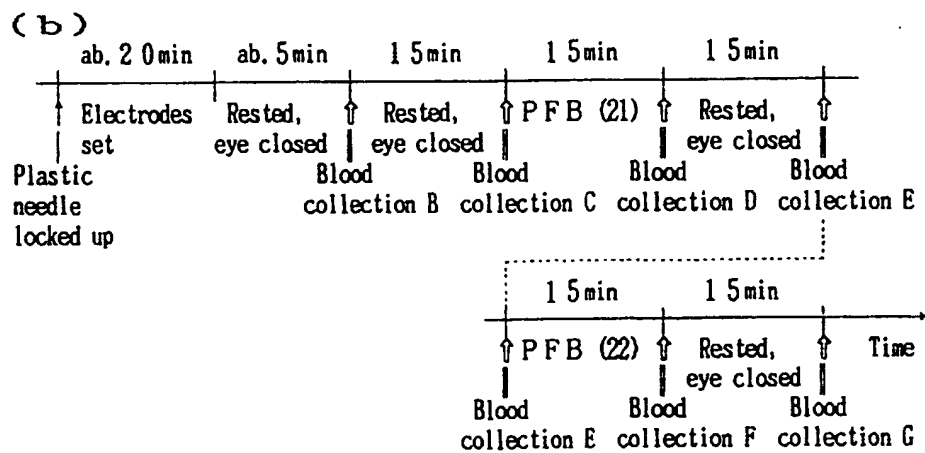 (b)
ab. 20min ab. 5min 15min 15min 15min
Electrodes set
Rested, eye closed
Rested, eye closed
PFB (21)
Rested, eye closed
Plastic needle locked up
Blood collection B
Blood collection C
Blood collection D
Blood collection E
15min 15min
PFB (22)
Rested, eye closed
Time
Blood collection E
Blood collection F
Blood collection G